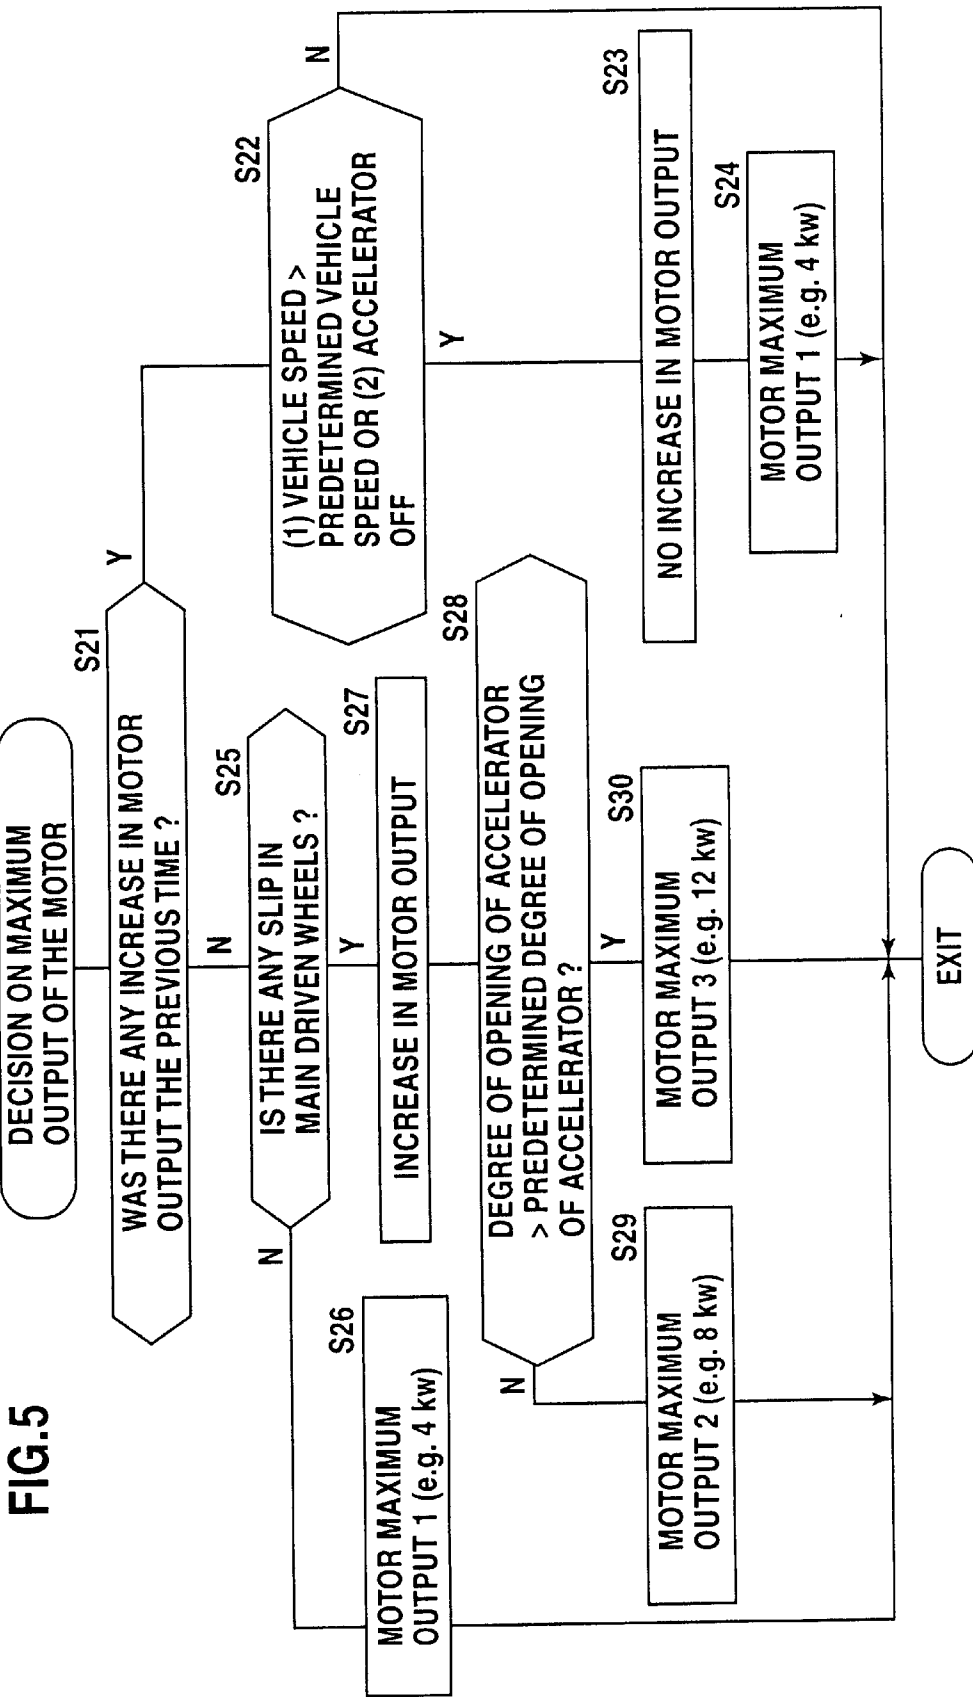 FIG.5
DECISION ON MAXIMUM
OUTPUT OF THE MOTOR
S21
WAS THERE ANY INCREASE IN MOTOR
OUTPUT THE PREVIOUS TIME ?
Y
N
S22
(1) VEHICLE SPEED >
PREDETERMINED VEHICLE
SPEED OR (2) ACCELERATOR
OFF
N
Y
S25
IS THERE ANY SLIP IN
MAIN DRIVEN WHEELS ?
N
Y
S26
MOTOR MAXIMUM
OUTPUT 1 (e.g. 4 kw)
S27
INCREASE IN MOTOR OUTPUT
S28
DEGREE OF OPENING OF ACCELERATOR
> PREDETERMINED DEGREE OF OPENING
OF ACCELERATOR ?
N
Y
S23
NO INCREASE IN MOTOR OUTPUT
S29
MOTOR MAXIMUM
OUTPUT 2 (e.g. 8 kw)
S30
MOTOR MAXIMUM
OUTPUT 3 (e.g. 12 kw)
S24
MOTOR MAXIMUM
OUTPUT 1 (e.g. 4 kw)
EXIT